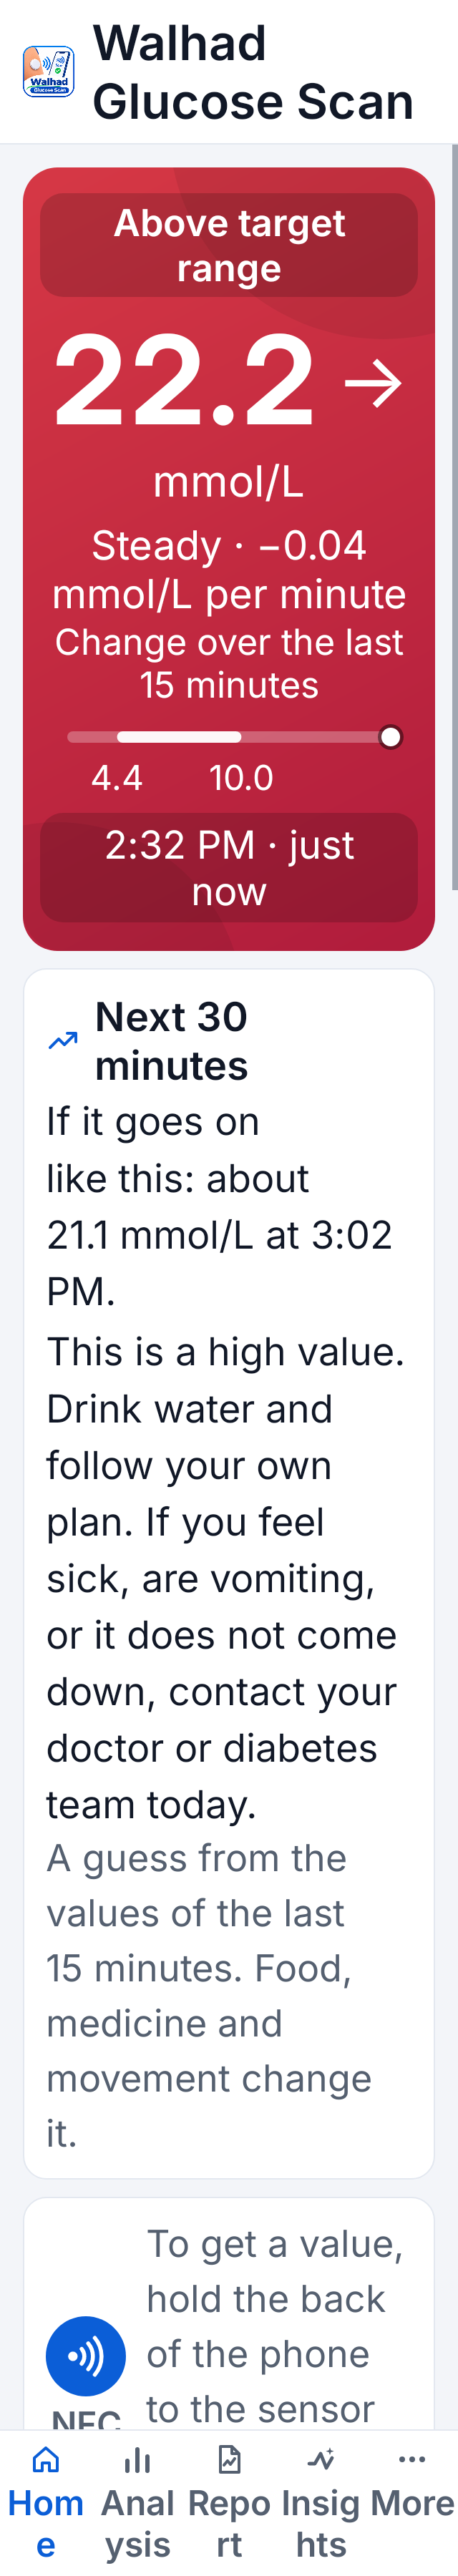 Walhad
Glucose Scan
Walhad
Glucose Scan
Above target
range
22.2 →
mmol/L
Steady · −0.04
mmol/L per minute
Change over the last
15 minutes
4.4 10.0
2:32 PM · just
now
Next 30
minutes
If it goes on
like this: about
21.1 mmol/L at 3:02
PM.
This is a high value.
Drink water and
follow your own
plan. If you feel
sick, are vomiting,
or it does not come
down, contact your
doctor or diabetes
team today.
A guess from the
values of the last
15 minutes. Food,
medicine and
movement change
it.
To get a value,
hold the back
of the phone
to the sensor
NFC
Hom
e
Anal
ysis
Repo
rt
Insig
hts
More